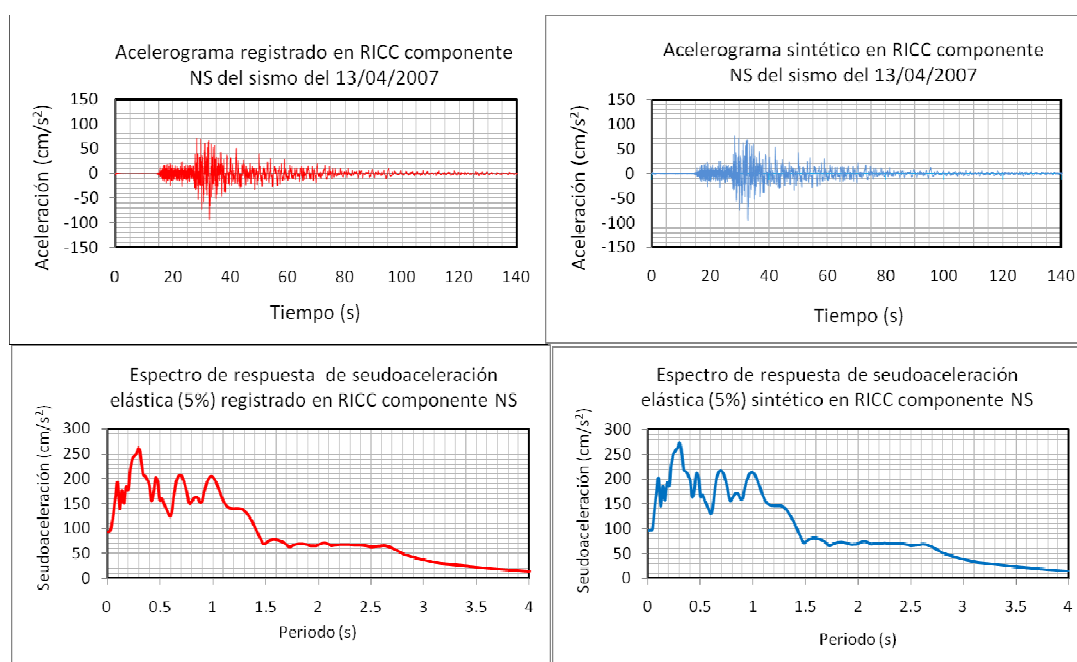 Acelerograma registrado en RICC componente
NS del sismo del 13/04/2007
Aceleración (cm/s²)
150
100
50
0
-50
-100
-150
0 20 40 60 80 100 120 140
Tiempo (s)
Acelerograma sintético en RICC componente
NS del sismo del 13/04/2007
Aceleración (cm/s²)
150
100
50
0
-50
-100
-150
0 20 40 60 80 100 120 140
Tiempo (s)
Espectro de respuesta de seudoaceleración
elástica (5%) registrado en RICC componente NS
Seudoaceleración (cm/s²)
300
250
200
150
100
50
0
0 0.5 1 1.5 2 2.5 3 3.5 4
Periodo (s)
Espectro de respuesta de seudoaceleración
elástica (5%) sintético en RICC componente NS
Seudoaceleración (cm/s²)
300
250
200
150
100
50
0
0 0.5 1 1.5 2 2.5 3 3.5 4
Periodo (s)